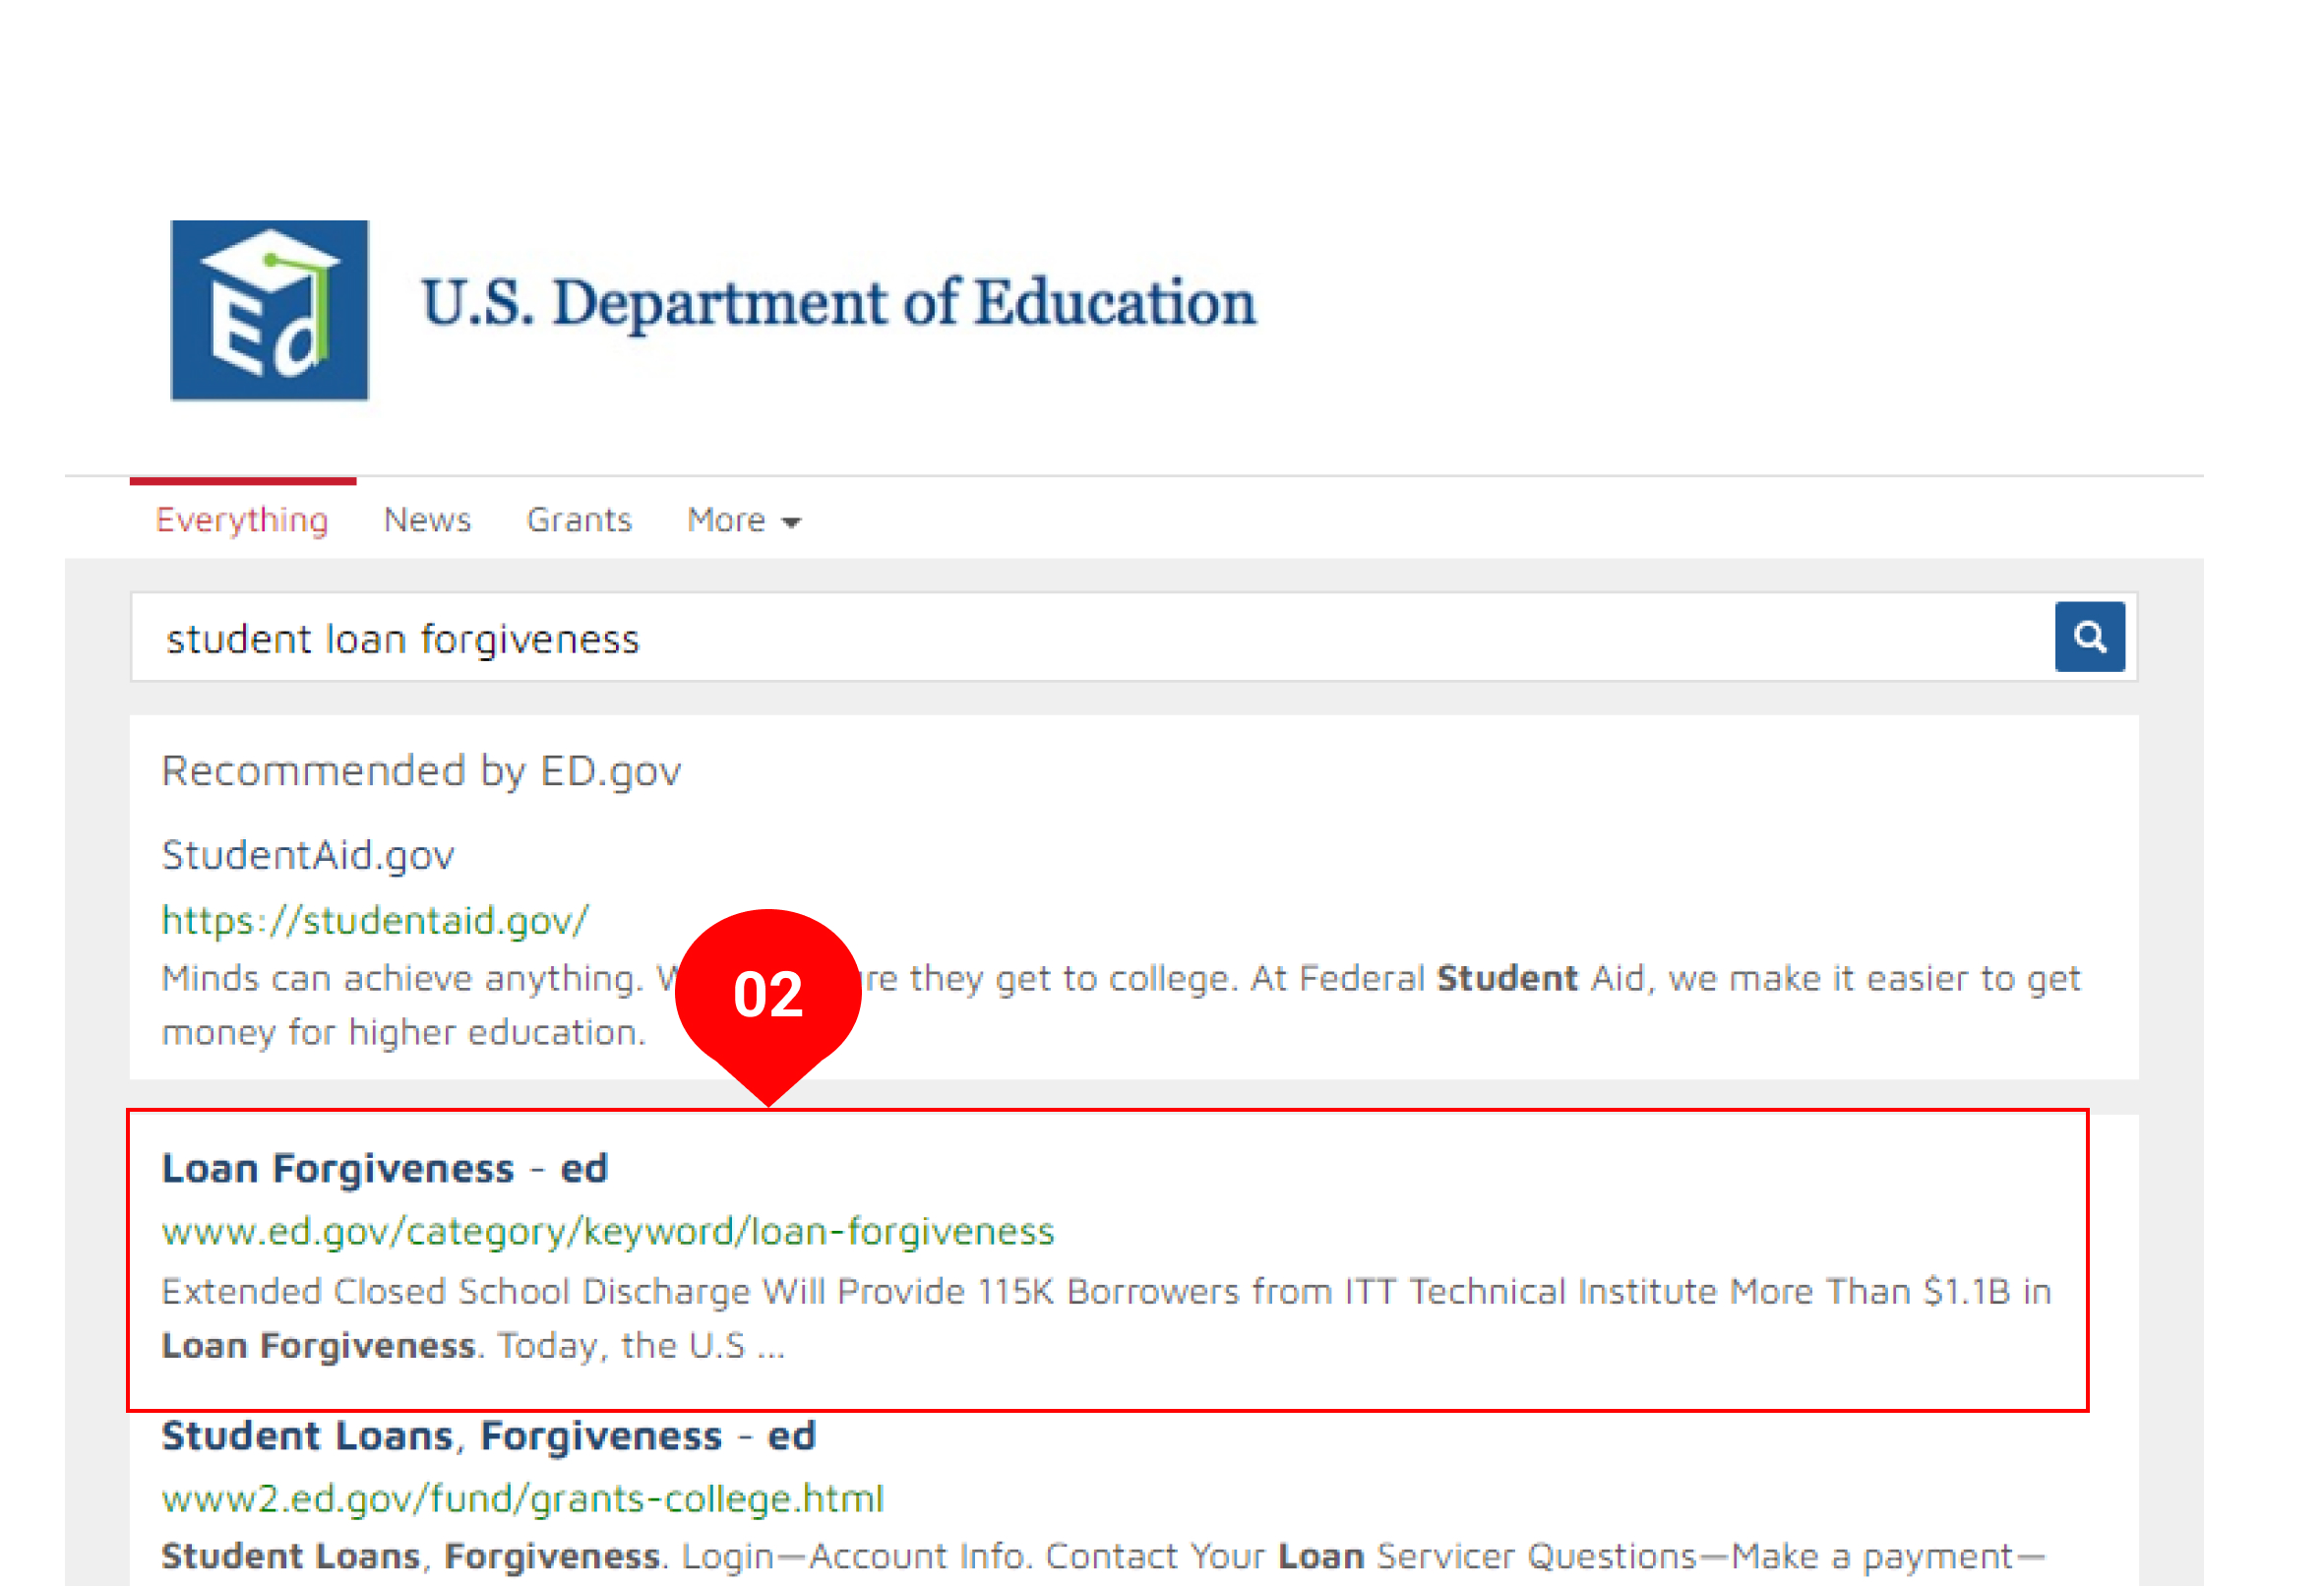 Ed
U.S. Department of Education
Everything News Grants More
student loan forgiveness
Recommended by ED.gov
StudentAid.gov
https://studentaid.gov/
Minds can achieve anything. re they get to college. At Federal Student Aid, we make it easier to get
02
money for higher education.
Loan Forgiveness - ed
www.ed.gov/category/keyword/loan-forgiveness
Extended Closed School Discharge Will Provide 115K Borrowers from ITT Technical Institute More Than $1.1B in
Loan Forgiveness. Today, the U.S ...
Student Loans, Forgiveness - ed
www2.ed.gov/fund/grants-college.html
Student Loans, Forgiveness. Login—Account Info. Contact Your Loan Servicer Questions—Make a payment—